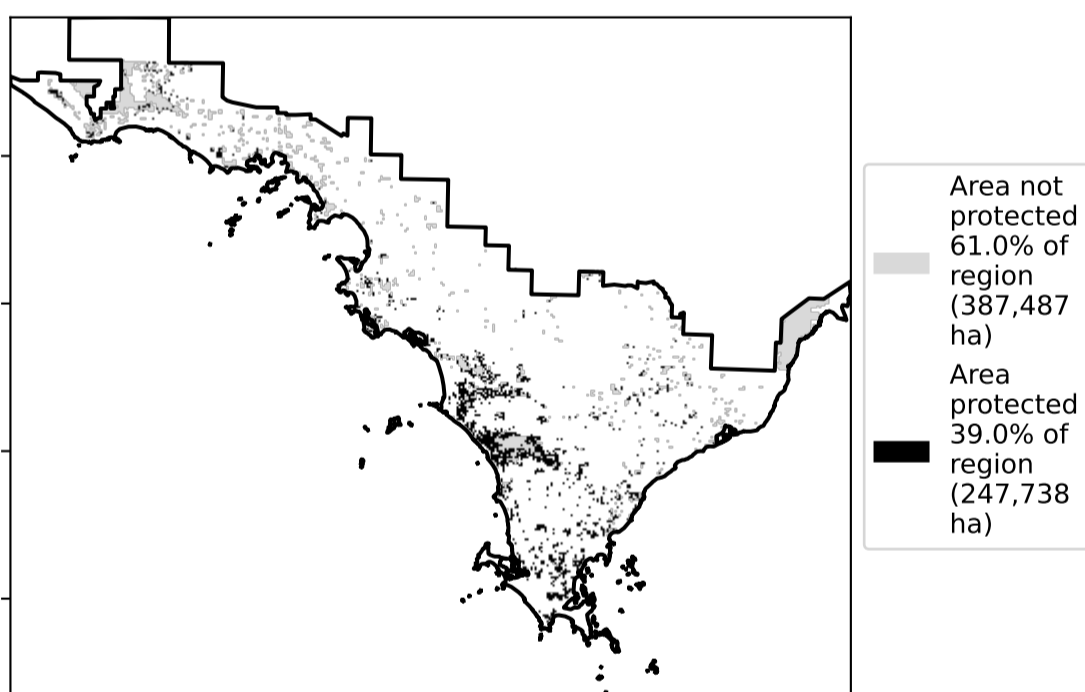 Area not
protected
61.0% of
region
(387,487
ha)
Area
protected
39.0% of
region
(247,738
ha)